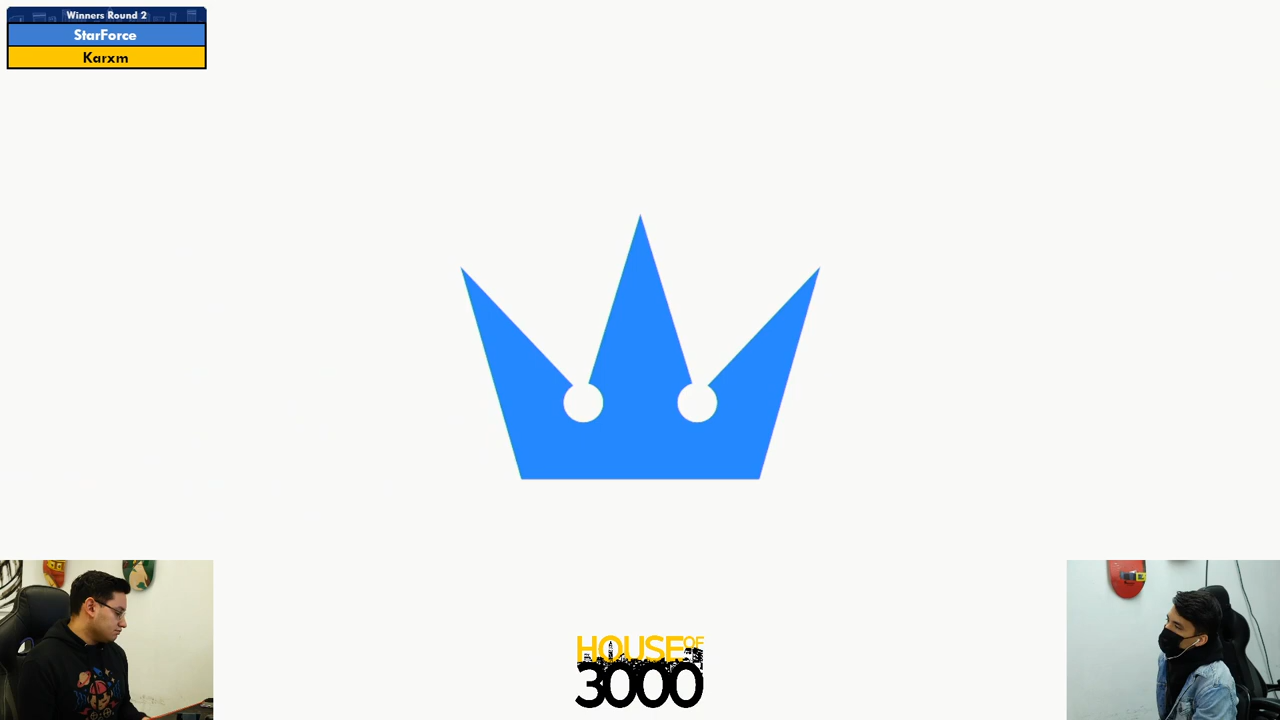 Winners Round 2
StarForce
Karxm
HOUSE OF
3000